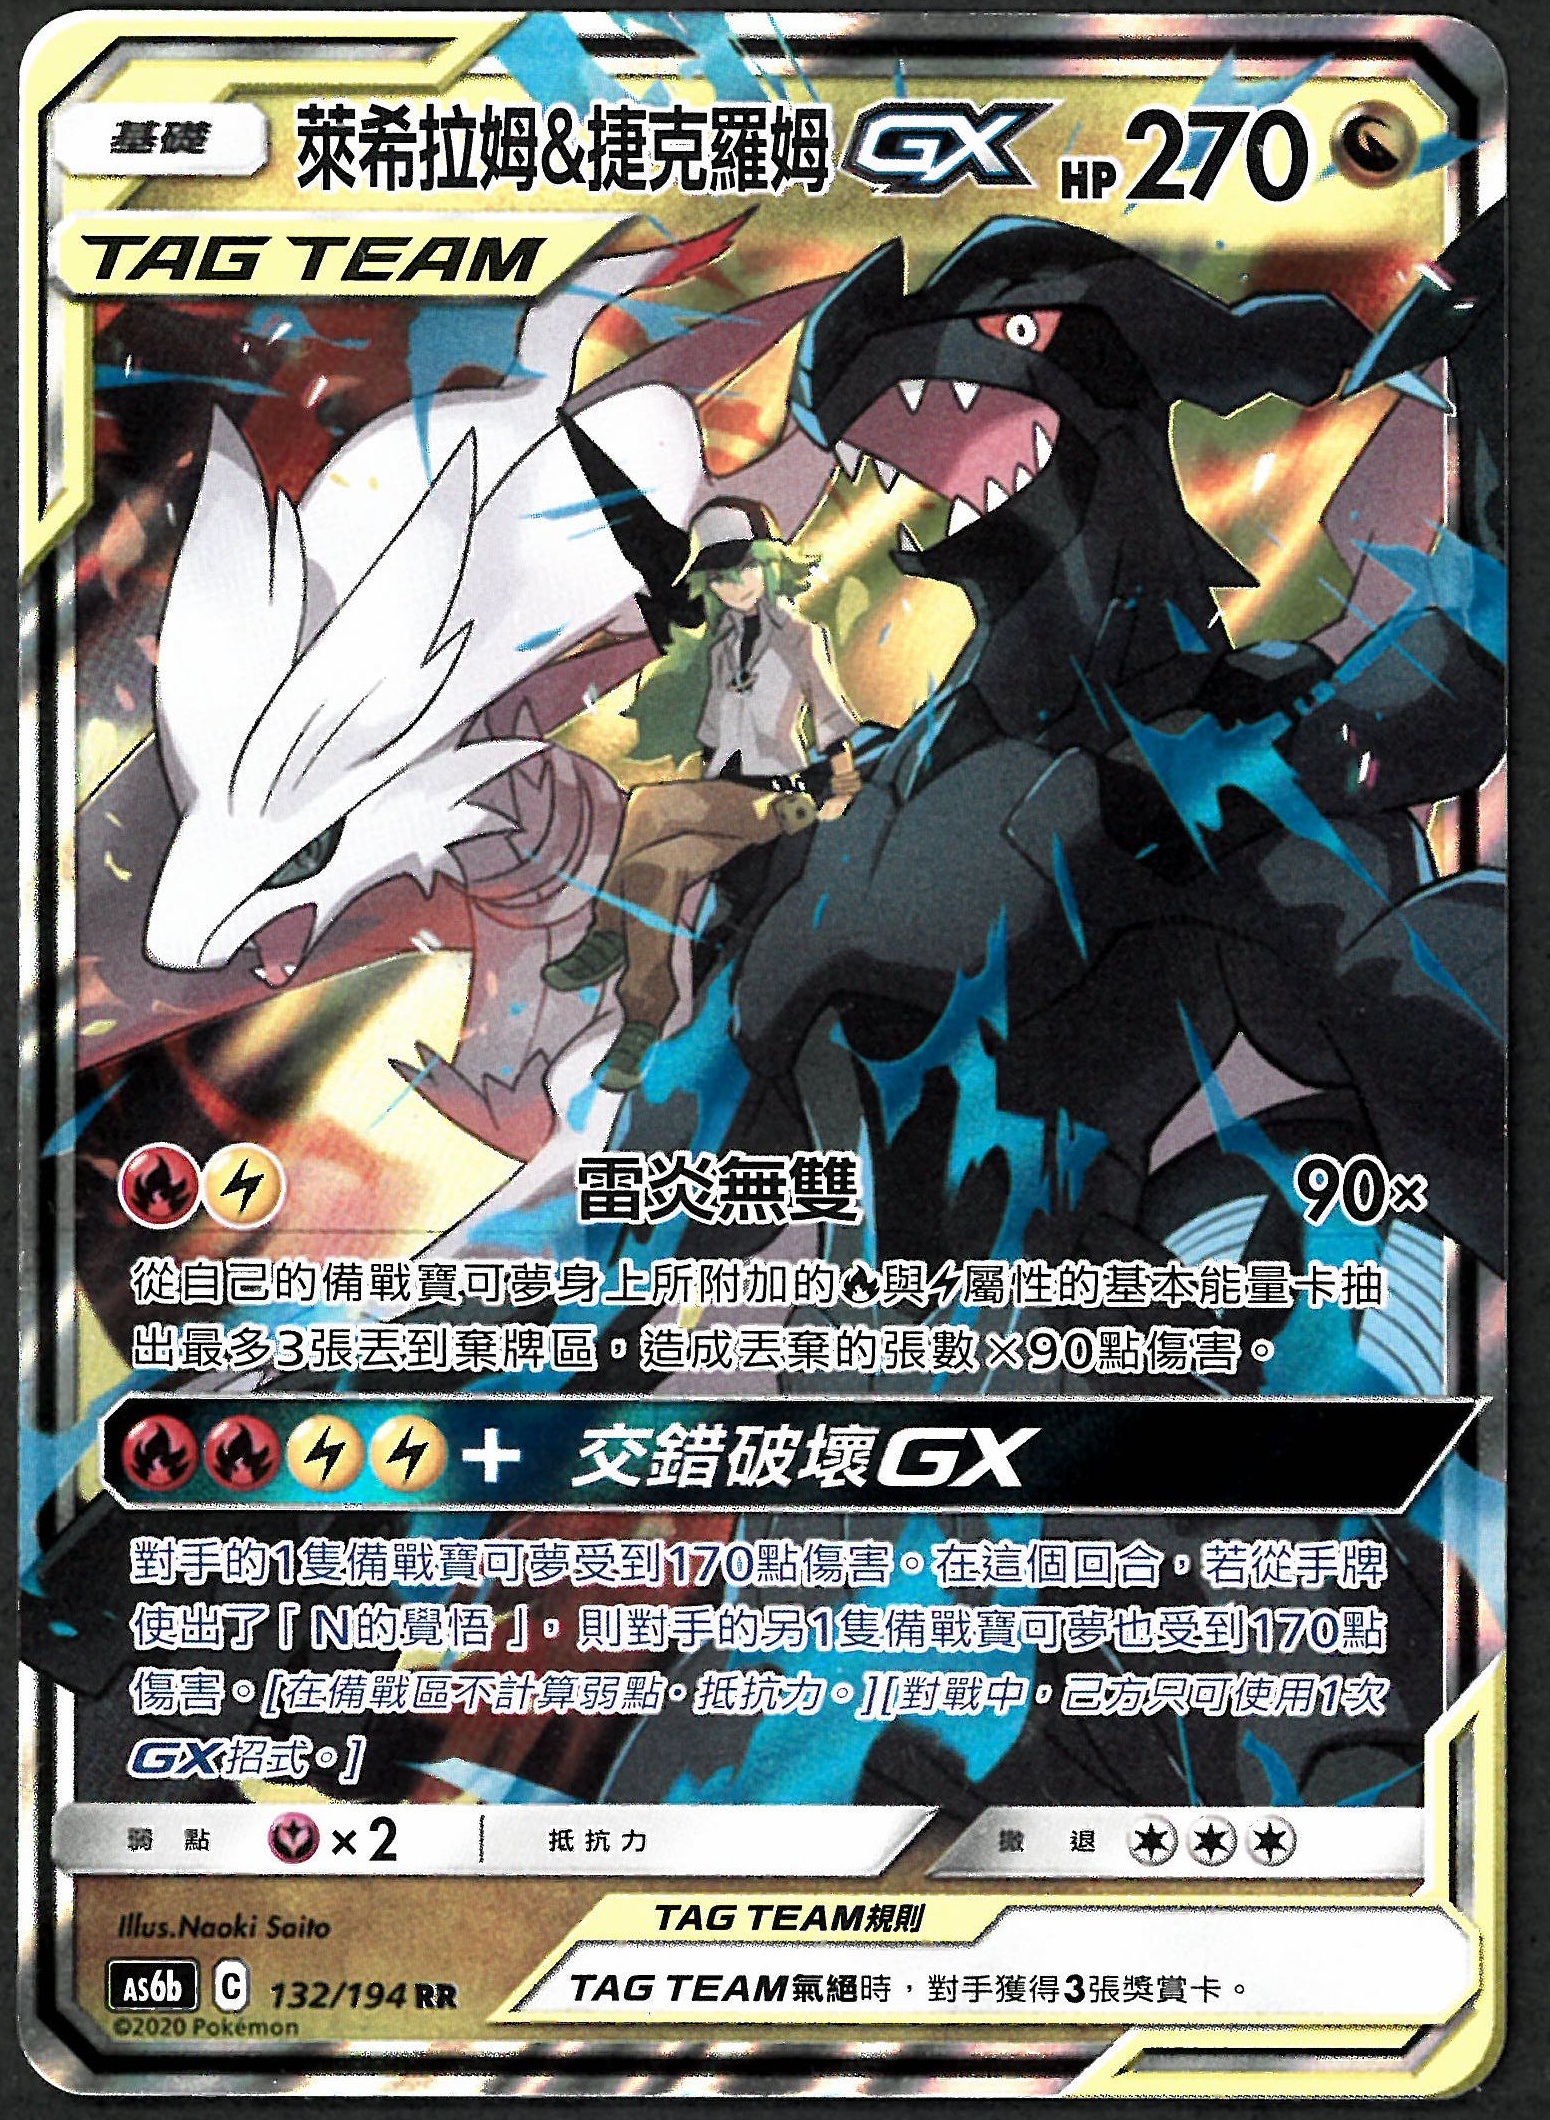 基礎 萊希拉姆&捷克羅姆GX HP270
TAG TEAM
雷炎無雙 90×
從自己的備戰寶可夢身上所附加的與屬性的基本能量卡抽
出最多3張丟到棄牌區，造成丟棄的張數×90點傷害。
+ 交錯破壞GX
對手的1隻備戰寶可夢受到170點傷害。在這個回合，若從手牌
使出了「N的覺悟」，則對手的另1隻備戰寶可夢也受到170點
傷害。[在備戰區不計算弱點・抵抗力。][對戰中，己方只可使用1次
GX招式。]
弱點 ×2 抵抗力 撤退
Illus.Naoki Saito
TAG TEAM規則
AS6b C 132/194 RR
TAG TEAM氣絕時，對手獲得3張獎賞卡。
©2020 Pokémon